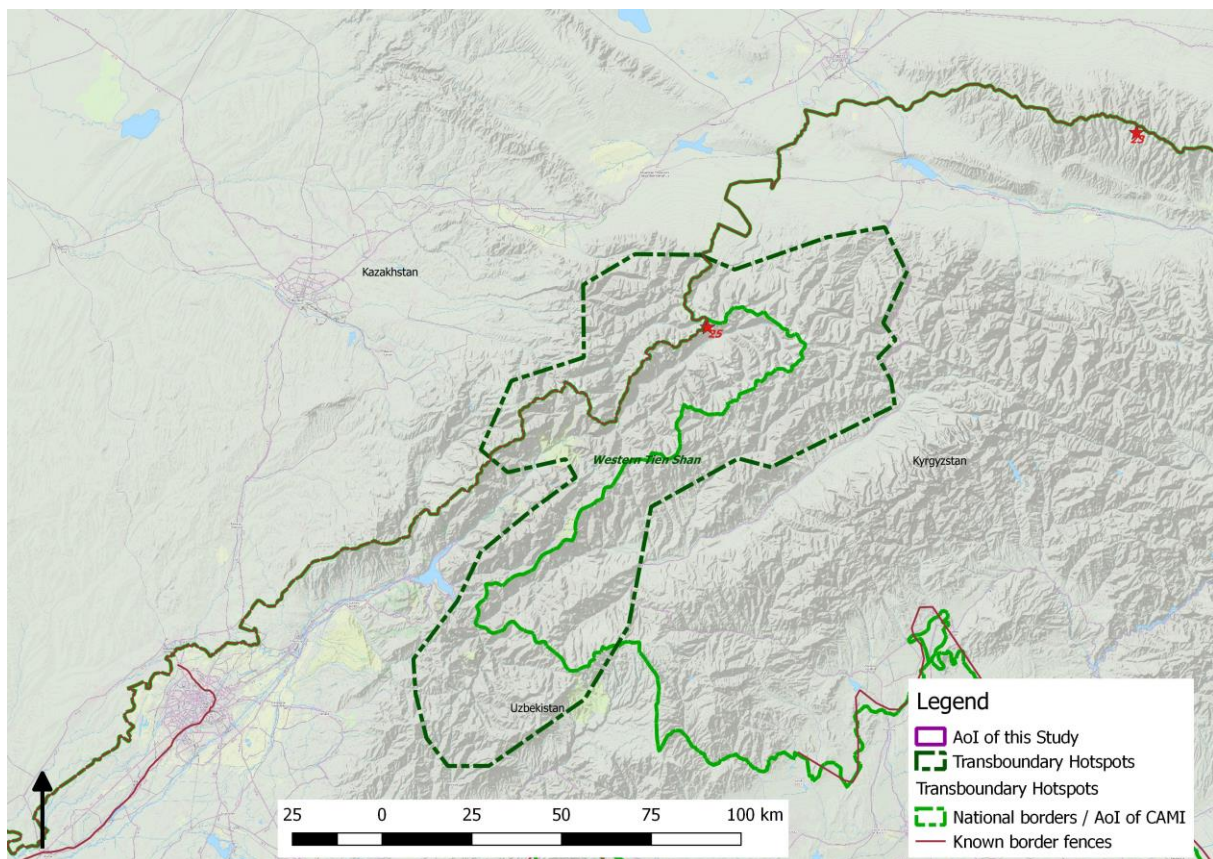 23
Kazakhstan
25
Western Tien Shan
Kyrgyzstan
Uzbekistan
Legend
AoI of this Study
Transboundary Hotspots
Transboundary Hotspots
National borders / AoI of CAMI
Known border fences
25 0 25 50 75 100 km